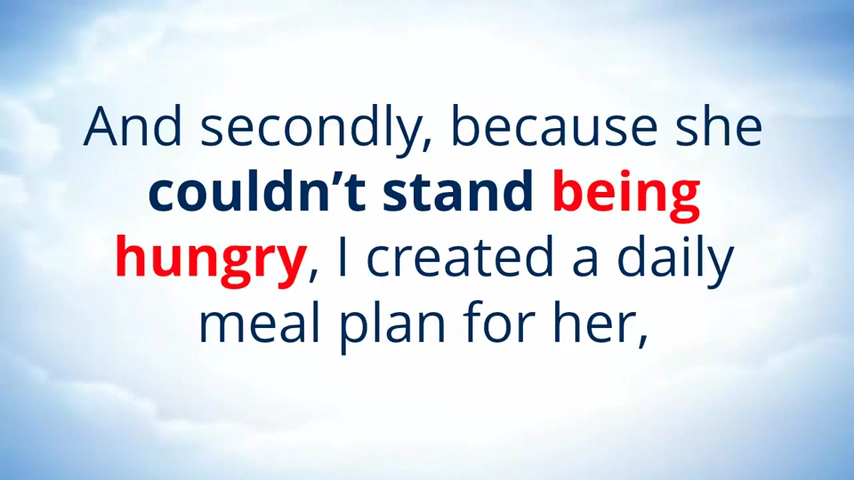 And secondly, because she
couldn’t stand being
hungry, I created a daily
meal plan for her,